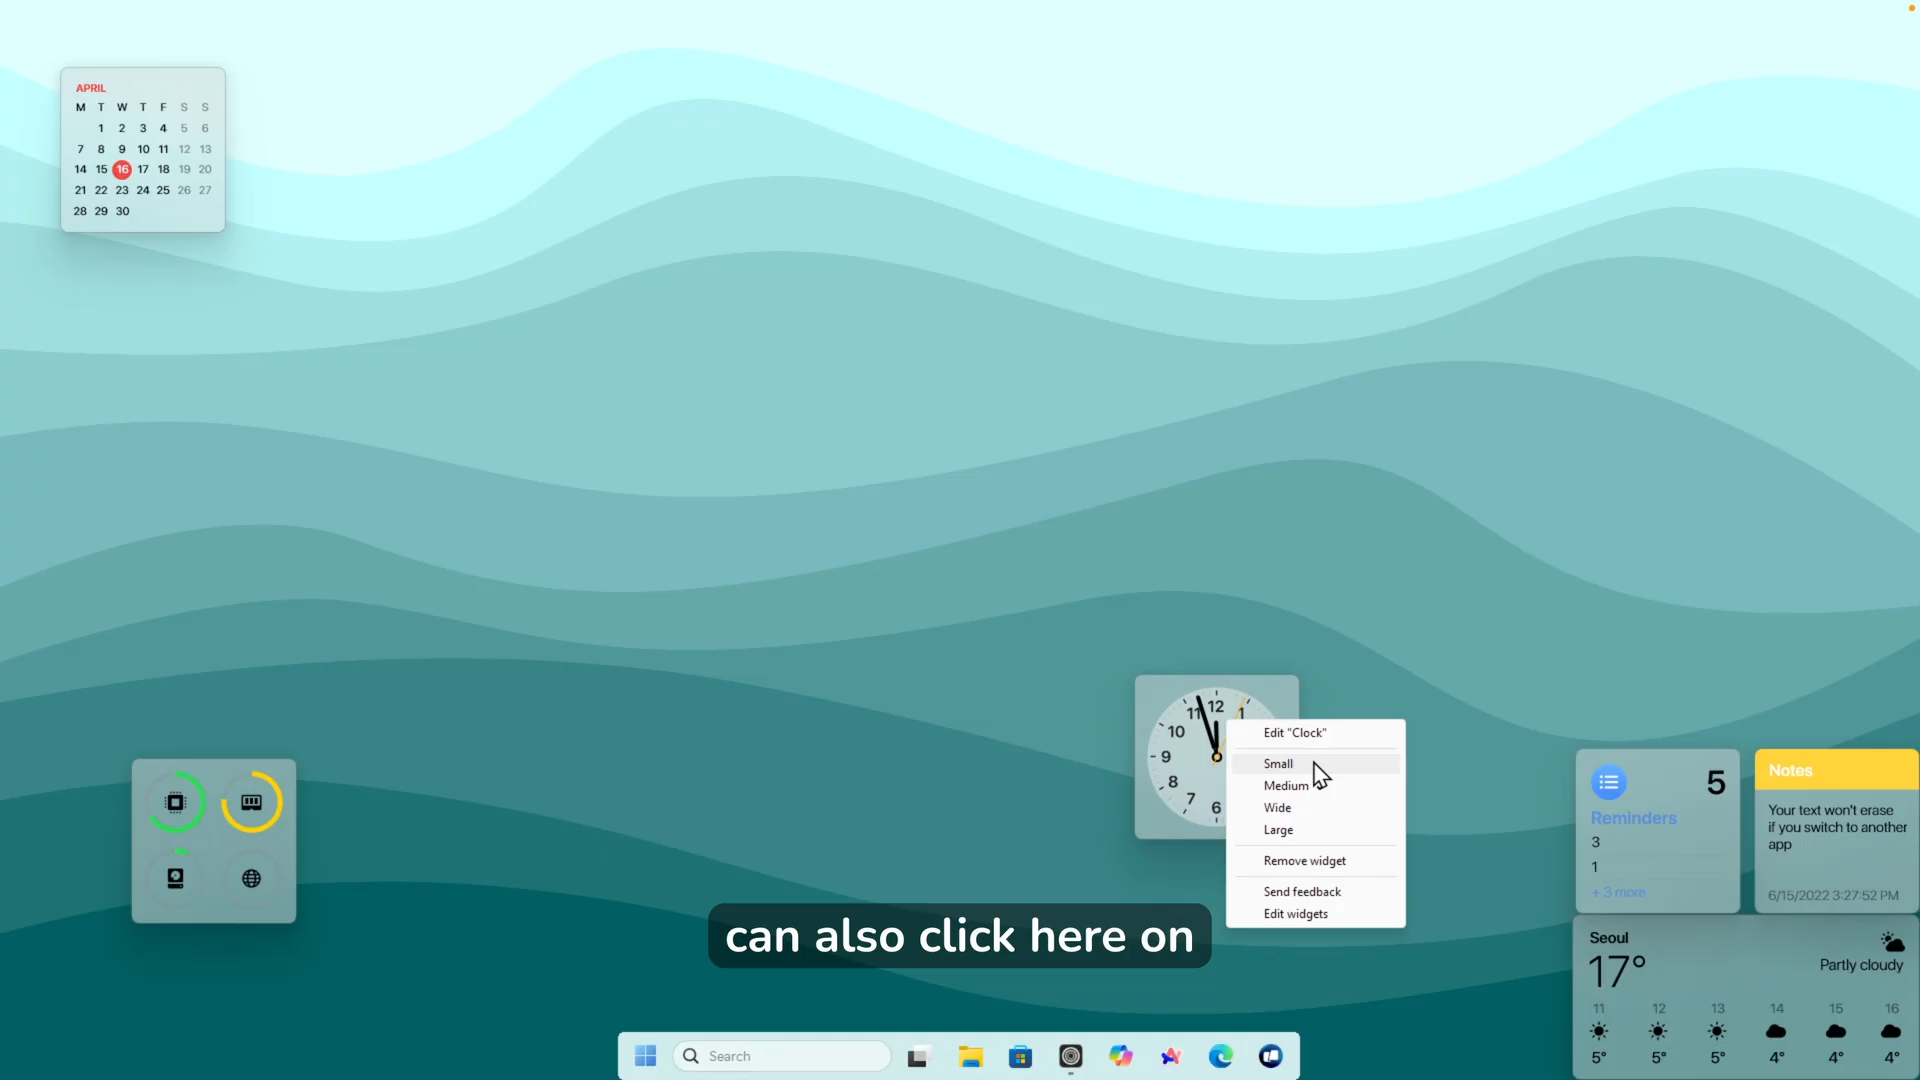 APRIL
M T W T F S S
1 2 3 4 5 6
7 8 9 10 11 12 13
14 15 16 17 18 19 20
21 22 23 24 25 26 27
28 29 30
11 12 1
10
9
8
7 6
Edit "Clock"
Small
Medium
Wide
Large
Remove widget
Send feedback
Edit widgets
5
Reminders
3
1
+ 3 more
Notes
Your text won't erase
if you switch to another
app
6/15/2022 3:27:52 PM
can also click here on
Seoul
17°
Partly cloudy
11 12 13 14 15 16
5° 5° 5° 4° 4° 4°
Search